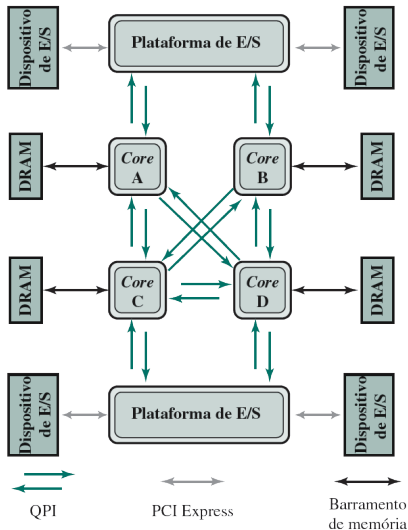 Dispositivo
de E/S
Plataforma de E/S
Dispositivo
de E/S
DRAM
Core
A
Core
B
DRAM
DRAM
Core
C
Core
D
DRAM
Dispositivo
de E/S
Plataforma de E/S
Dispositivo
de E/S
QPI
PCI Express
Barramento
de memória